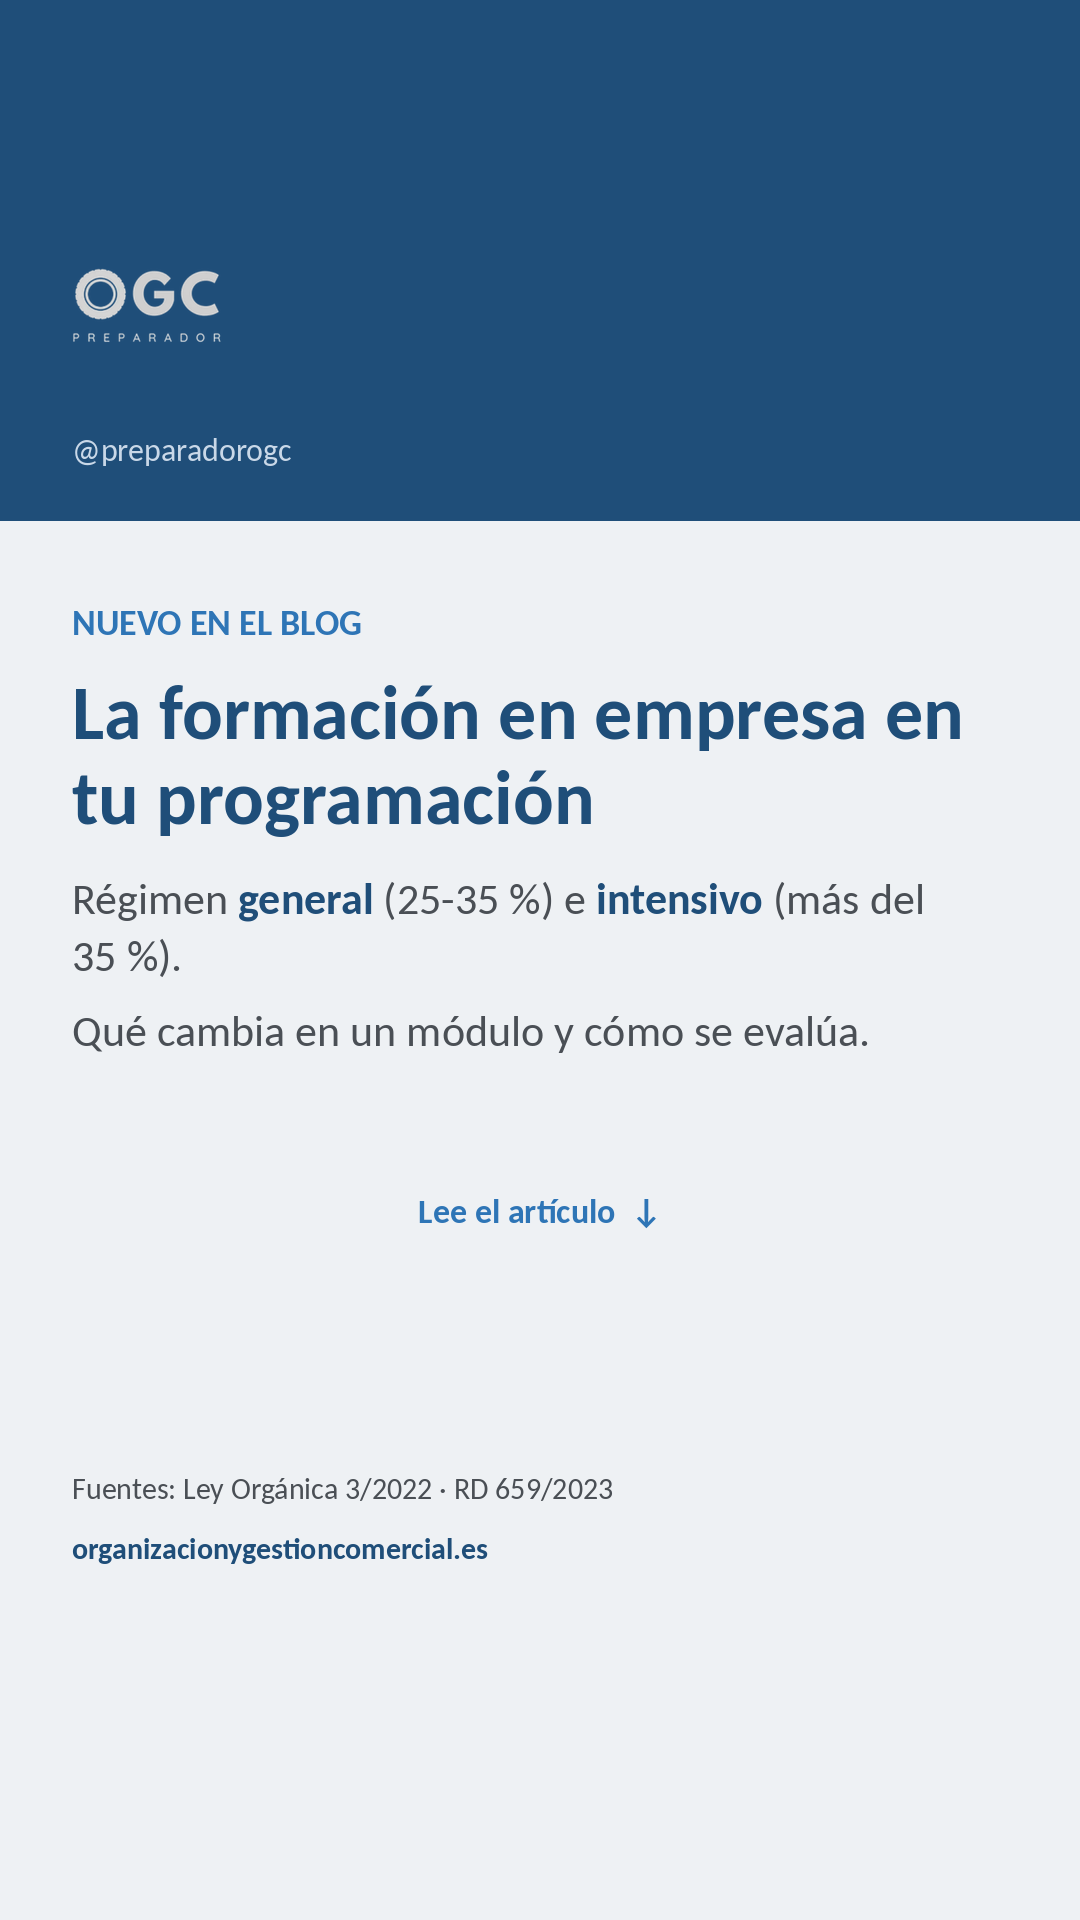 OGC
PREPARADOR
@preparadorogc
NUEVO EN EL BLOG
La formación en empresa en
tu programación
Régimen general (25-35 %) e intensivo (más del
35 %).
Qué cambia en un módulo y cómo se evalúa.
Lee el artículo ↓
Fuentes: Ley Orgánica 3/2022 · RD 659/2023
organizacionygestioncomercial.es